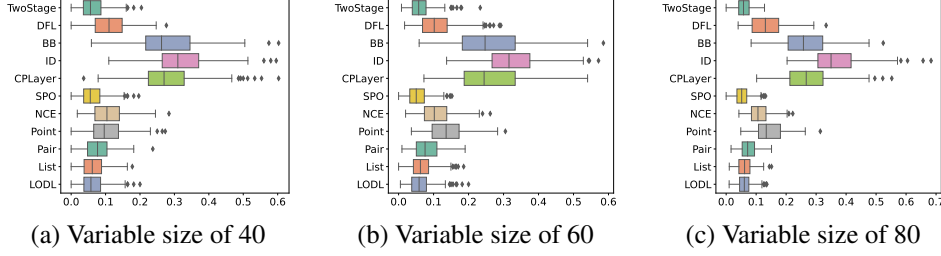 TwoStage
DFL
BB
ID
CPLayer
SPO
NCE
Point
Pair
List
LODL
0.0 0.1 0.2 0.3 0.4 0.5 0.6
(a) Variable size of 40
TwoStage
DFL
BB
ID
CPLayer
SPO
NCE
Point
Pair
List
LODL
0.0 0.1 0.2 0.3 0.4 0.5 0.6
(b) Variable size of 60
TwoStage
DFL
BB
ID
CPLayer
SPO
NCE
Point
Pair
List
LODL
0.0 0.1 0.2 0.3 0.4 0.5 0.6 0.7
(c) Variable size of 80